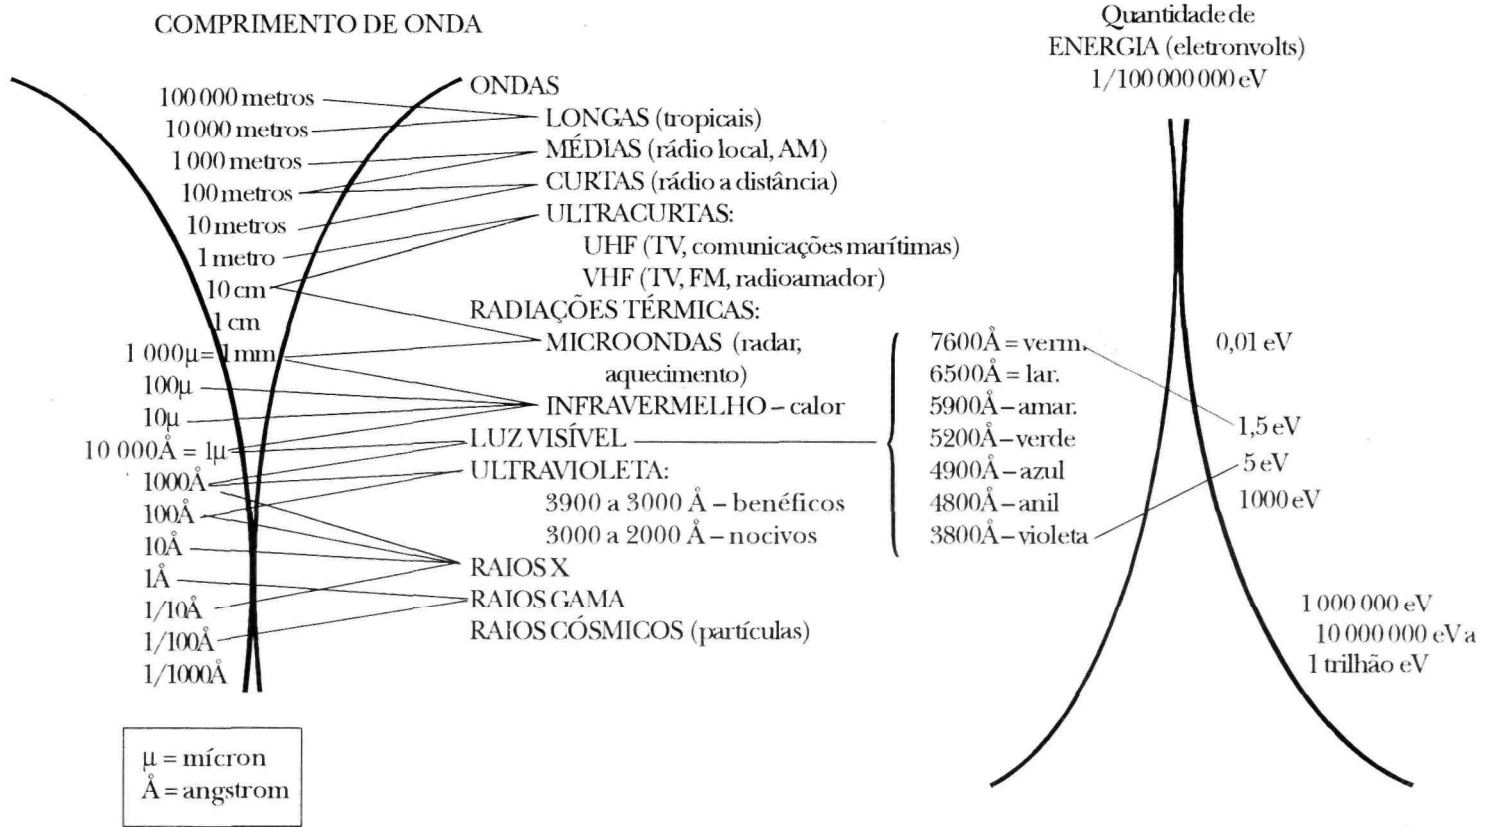 COMPRIMENTO DE ONDA
100 000 metros
10 000 metros
1 000 metros
100 metros
10 metros
1 metro
10 cm
1 cm
1 000µ = 1mm
100µ
10µ
10 000Å = 1µ
1000Å
100Å
10Å
1Å
1/10Å
1/100Å
1/1000Å
µ = mícron
Å = angstrom
ONDAS
LONGAS (tropicais)
MÉDIAS (rádio local, AM)
CURTAS (rádio a distância)
ULTRACURTAS:
UHF (TV, comunicações marítimas)
VHF (TV, FM, radioamador)
RADIAÇÕES TÉRMICAS:
MICROONDAS (radar,
aquecimento)
INFRAVERMELHO – calor
LUZ VISÍVEL
ULTRAVIOLETA:
3900 a 3000 Å – benéficos
3000 a 2000 Å – nocivos
RAIOS X
RAIOS GAMA
RAIOS CÓSMICOS (partículas)
7600Å = verm.
6500Å = lar.
5900Å – amar.
5200Å – verde
4900Å – azul
4800Å – anil
3800Å – violeta
Quantidade de
ENERGIA (eletronvolts)
1/100 000 000 eV
0,01 eV
1,5 eV
5 eV
1000 eV
1 000 000 eV
10 000 000 eV a
1 trilhão eV